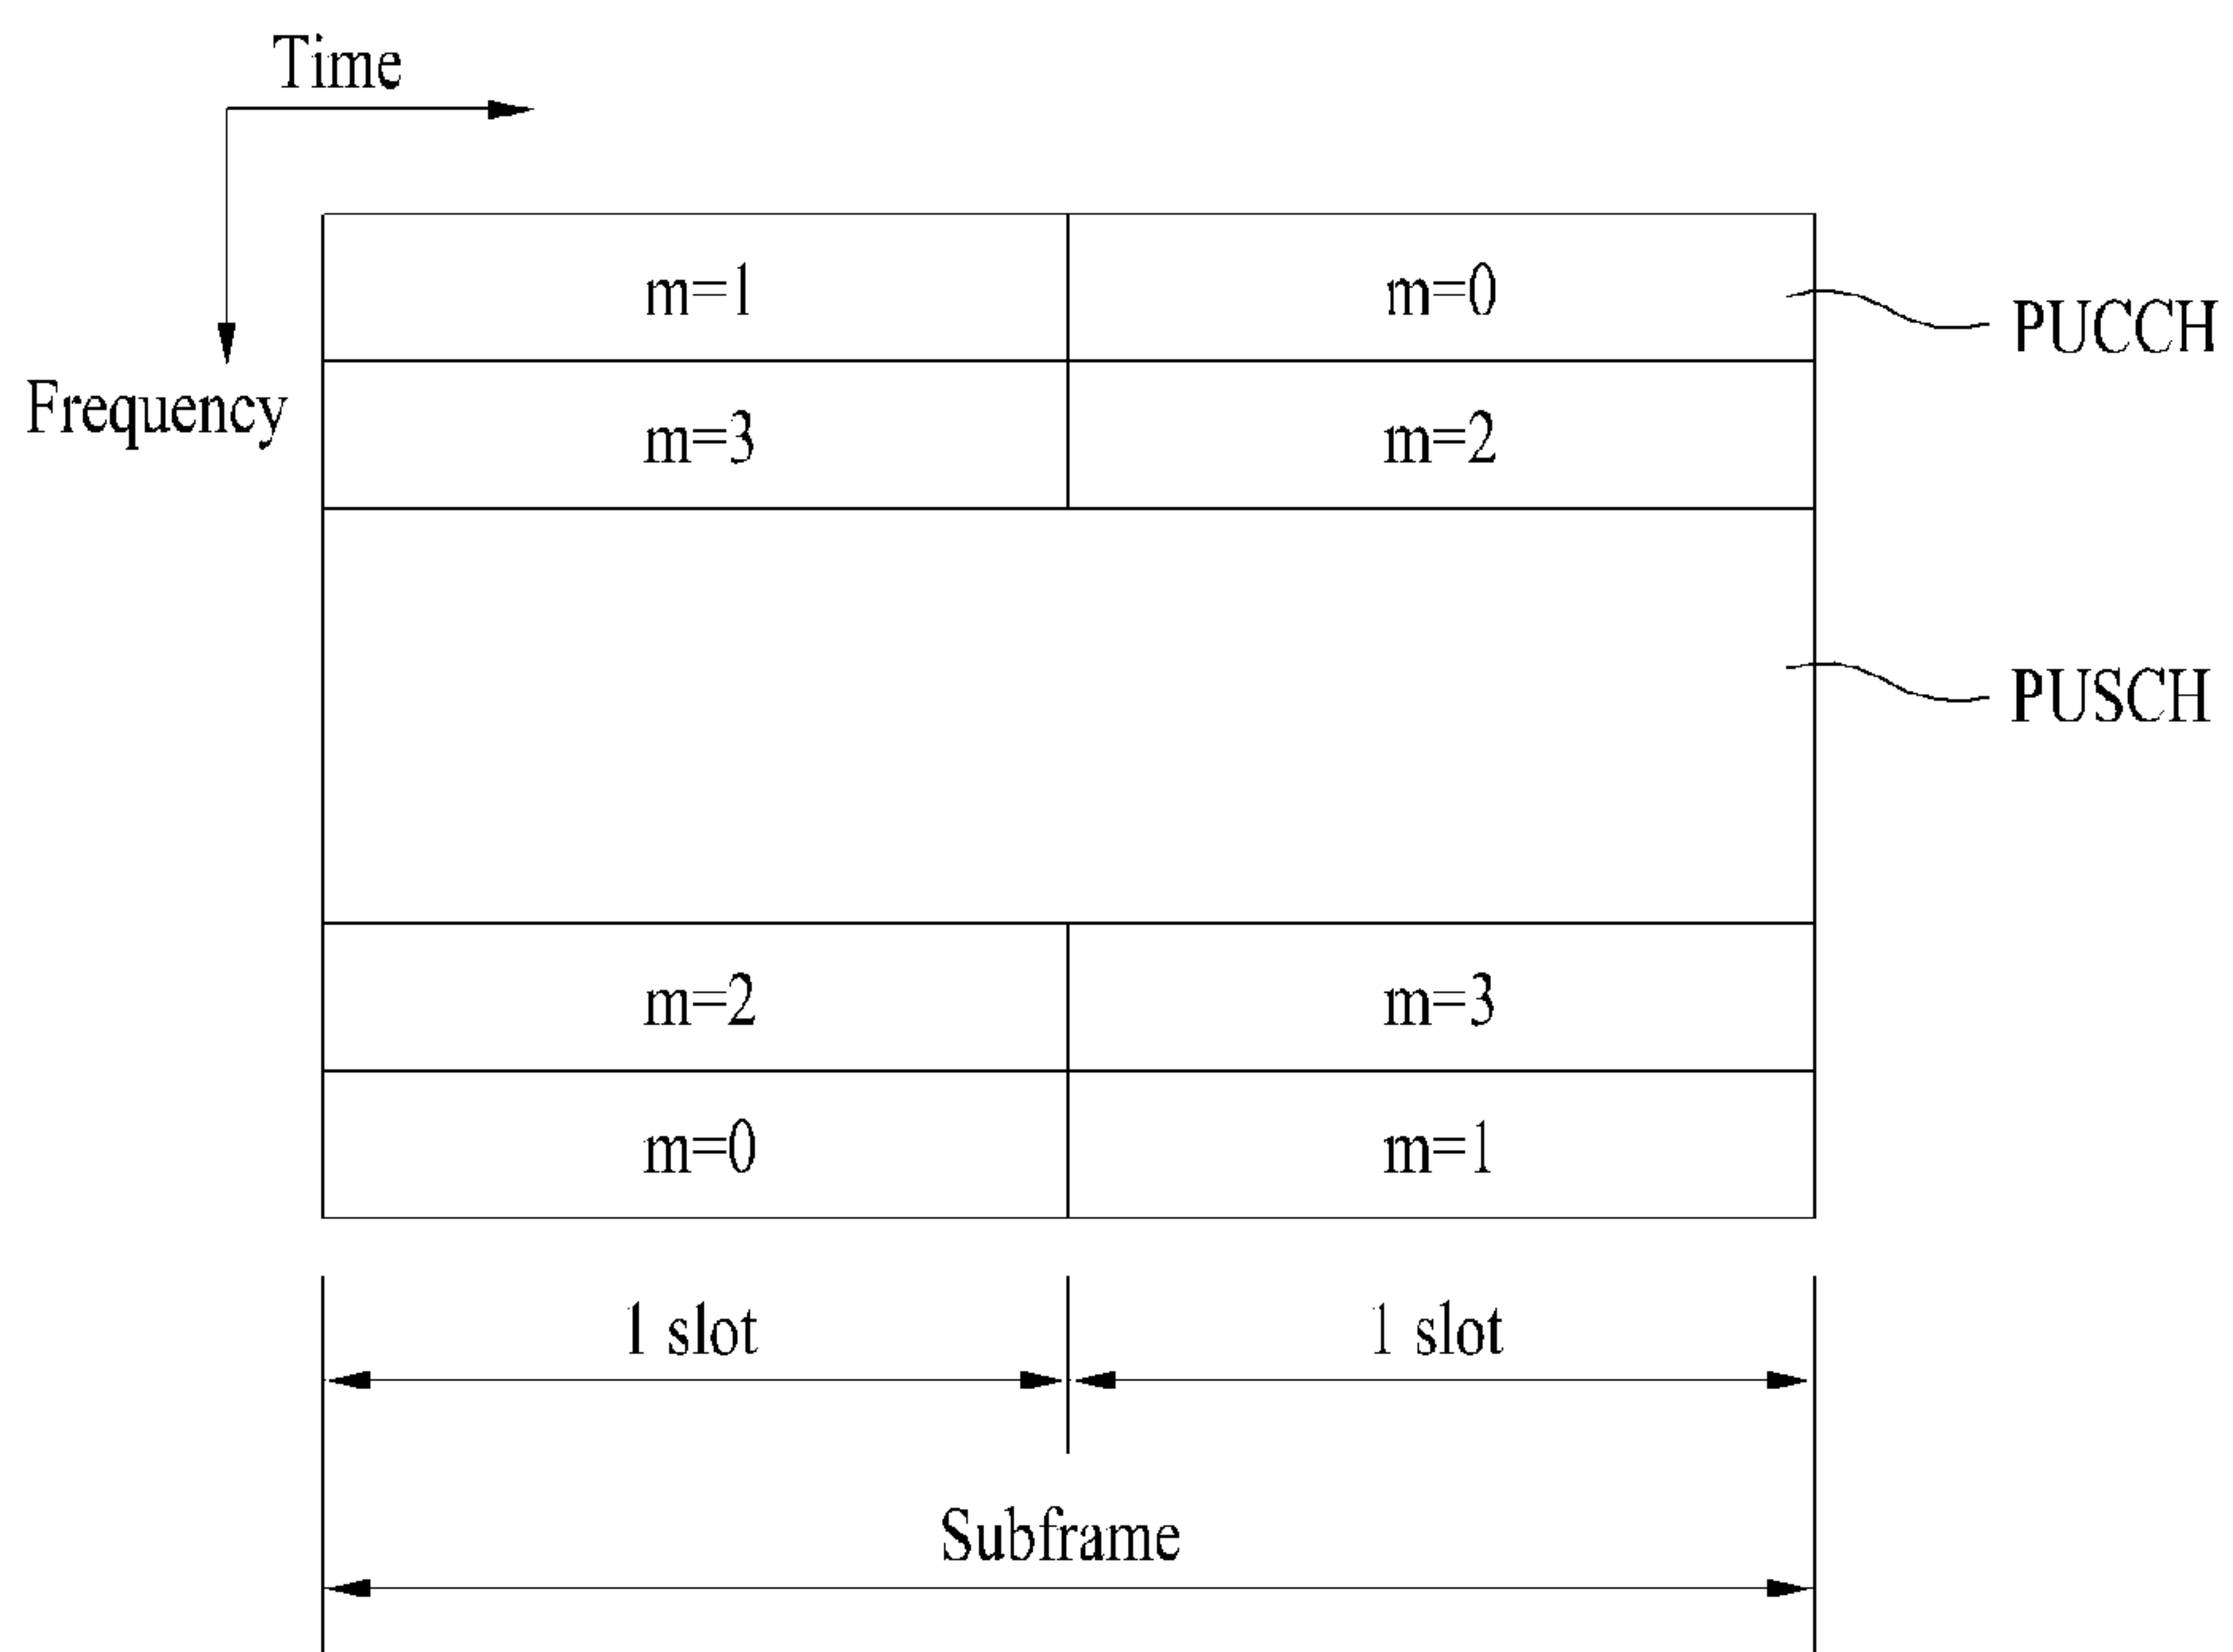 Time
Frequency
m=1
m=0
PUCCH
m=3
m=2
PUSCH
m=2
m=3
m=0
m=1
1 slot
1 slot
Subframe